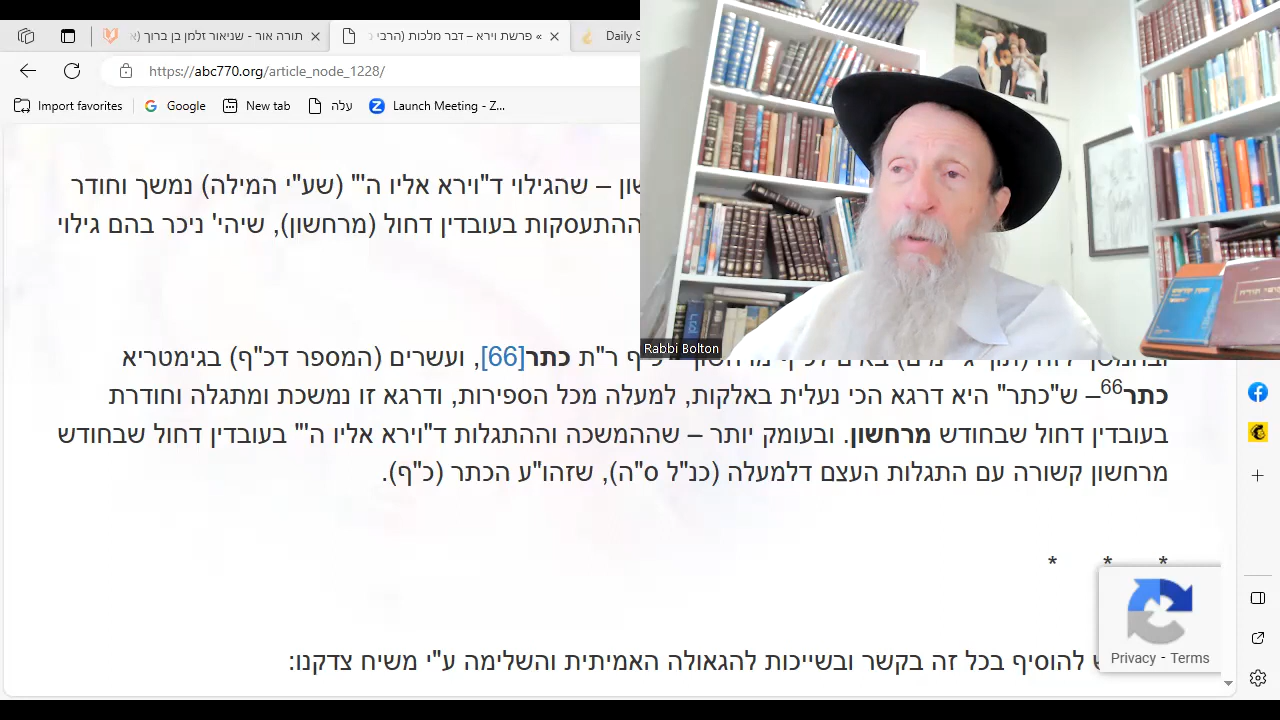 תורה אור - שניאור זלמן בן ברוך (א
» פרשת וירא – דבר מלכות (הרבי כ
Daily S
https://abc770.org/article_node_1228/
Import favorites
Google
New tab
עלה
Launch Meeting - Z...
שהגילוי ד"וירא אליו ה'" (שע"י המילה) נמשך וחודר
ההתעסקות בעובדין דחול (מרחשון), שיהי' ניכר בהם גילוי
Rabbi Bolton
ר"ת כתר[66], ועשרים (המספר דכ"ף) בגימטריא
כתר66– ש"כתר" היא דרגא הכי נעלית באלקות, למעלה מכל הספירות, ודרגא זו נמשכת ומתגלה וחודרת
בעובדין דחול שבחודש מרחשון. ובעומק יותר – שההמשכה וההתגלות ד"וירא אליו ה'" בעובדין דחול שבחודש
מרחשון קשורה עם התגלות העצם דלמעלה (כנ"ל ס"ה), שזהו"ע הכתר (כ"ף).
* * *
להוסיף בכל זה בקשר ובשייכות להגאולה האמיתית והשלימה ע"י משיח צדקנו:
Privacy - Terms